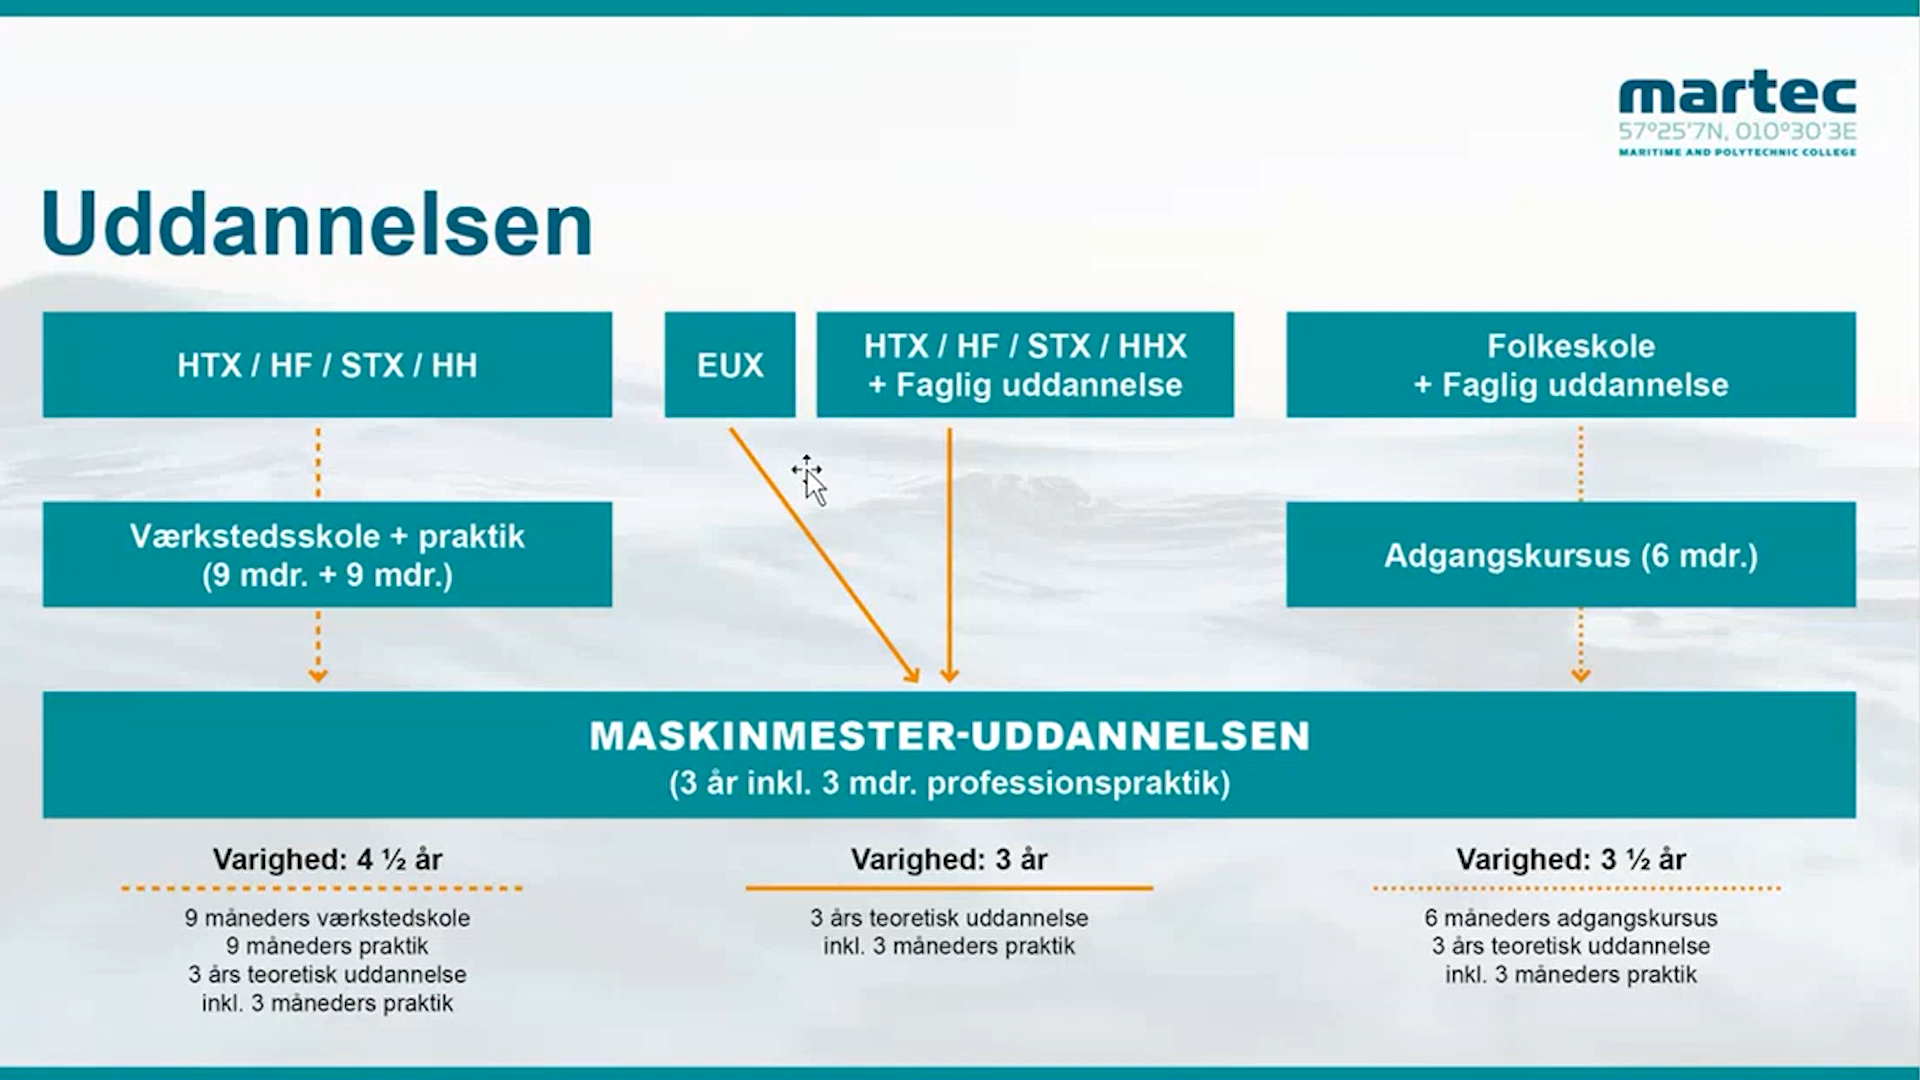 martec
57°25'7N, 010°30'3E
MARITIME AND POLYTECHNIC COLLEGE
Uddannelsen
HTX / HF / STX / HH
EUX
HTX / HF / STX / HHX
+ Faglig uddannelse
Folkeskole
+ Faglig uddannelse
Værkstedsskole + praktik
(9 mdr. + 9 mdr.)
Adgangskursus (6 mdr.)
MASKINMESTER-UDDANNELSEN
(3 år inkl. 3 mdr. professionspraktik)
Varighed: 4 ½ år
9 måneders værkstedskole
9 måneders praktik
3 års teoretisk uddannelse
inkl. 3 måneders praktik
Varighed: 3 år
3 års teoretisk uddannelse
inkl. 3 måneders praktik
Varighed: 3 ½ år
6 måneders adgangskursus
3 års teoretisk uddannelse
inkl. 3 måneders praktik